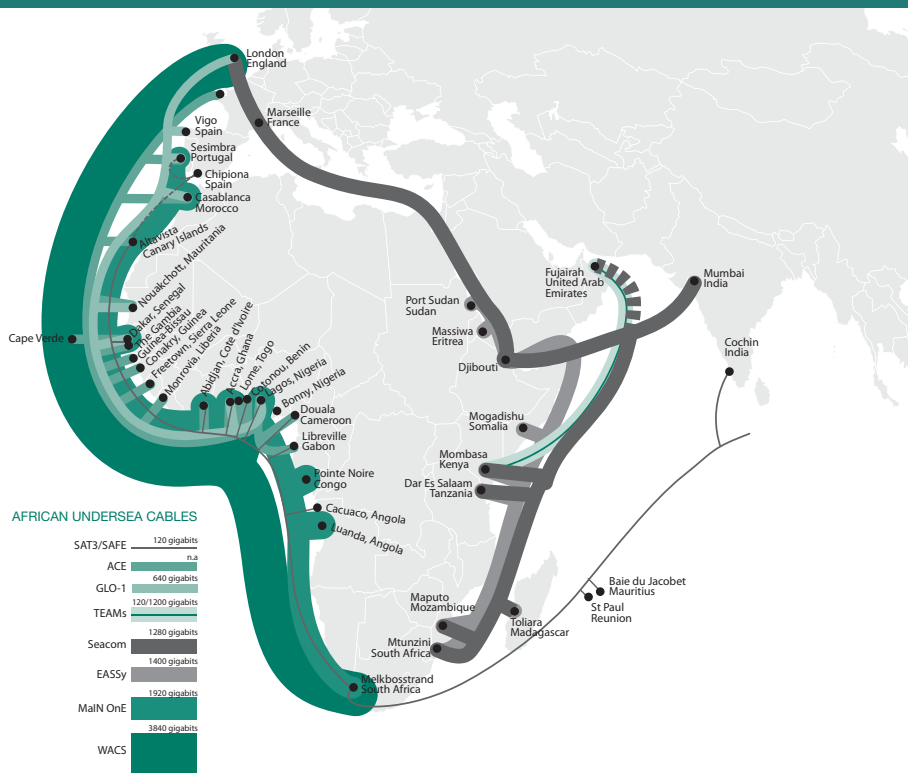 London
England
Marseille
France
Vigo
Spain
Sesimbra
Portugal
Chipiona
Spain
Casablanca
Morocco
Altavista
Canary Islands
Nouakchott, Mauritania
Dakar, Senegal
The Gambia
Guinea-Bissau
Conakry, Guinea
Freetown, Sierra Leone
Monrovia, Liberia
Abidjan, Cote d'Ivoire
Accra, Ghana
Lome, Togo
Cotonou, Benin
Lagos, Nigeria
Bonny, Nigeria
Cape Verde
Douala
Cameroon
Libreville
Gabon
Pointe Noire
Congo
Cacuaco, Angola
Luanda, Angola
Melkbosstrand
South Africa
Fujairah
United Arab
Emirates
Mumbai
India
Port Sudan
Sudan
Massiwa
Eritrea
Djibouti
Cochin
India
Mogadishu
Somalia
Mombasa
Kenya
Dar Es Salaam
Tanzania
Maputo
Mozambique
Mtunzini
South Africa
Toliara
Madagascar
Baie du Jacobet
Mauritius
St Paul
Reunion
AFRICAN UNDERSEA CABLES
SAT3/SAFE 120 gigabits
ACE n.a
GLO-1 640 gigabits
TEAMs 120/1200 gigabits
Seacom 1280 gigabits
EASSy 1400 gigabits
MaIN OnE 1920 gigabits
WACS 3840 gigabits